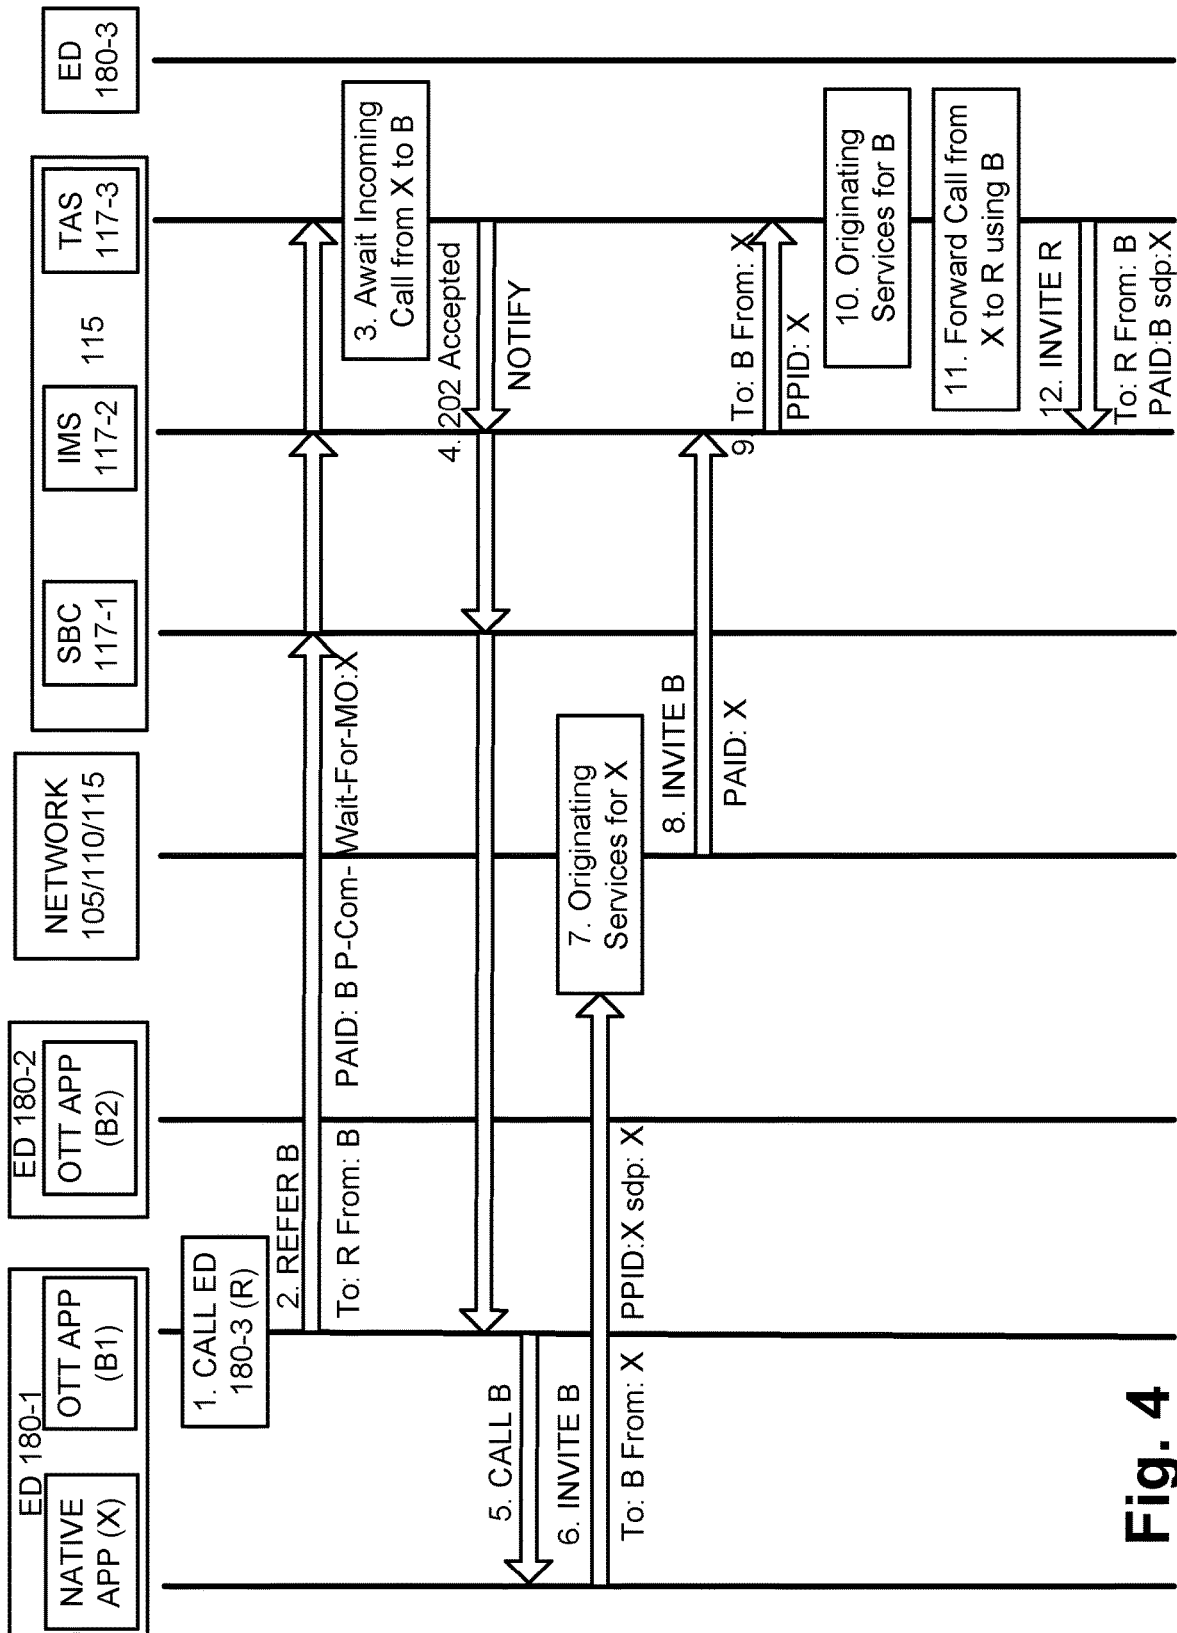 ED 180-1
NATIVE
APP (X)
OTT APP
(B1)
ED 180-2
OTT APP
(B2)
NETWORK
105/110/115
SBC
117-1
IMS
117-2
115
TAS
117-3
ED
180-3
1. CALL ED
180-3 (R)
2. REFER B
To: R From: B
PAID: B P-Com- Wait-For-MO:X
3. Await Incoming
Call from X to B
4. 202 Accepted
NOTIFY
5. CALL B
6. INVITE B
To: B From: X
PPID:X sdp: X
7. Originating
Services for X
8. INVITE B
PAID: X
9. To: B From: X
PPID: X
10. Originating
Services for B
11. Forward Call from
X to R using B
12. INVITE R
To: R From: B
PAID:B sdp:X
Fig. 4